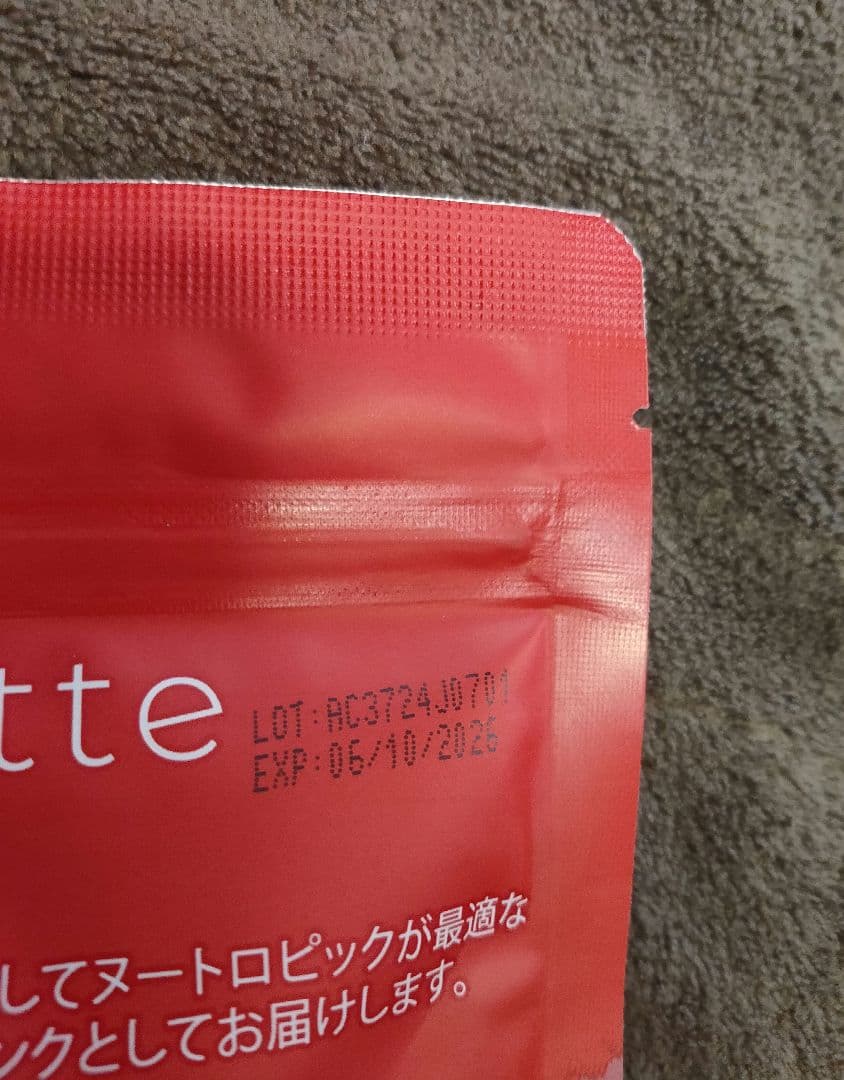 tte
LOT:AC3724J0701
EXP:06/10/2026
してヌートロピックが最適な
ンクとしてお届けします。